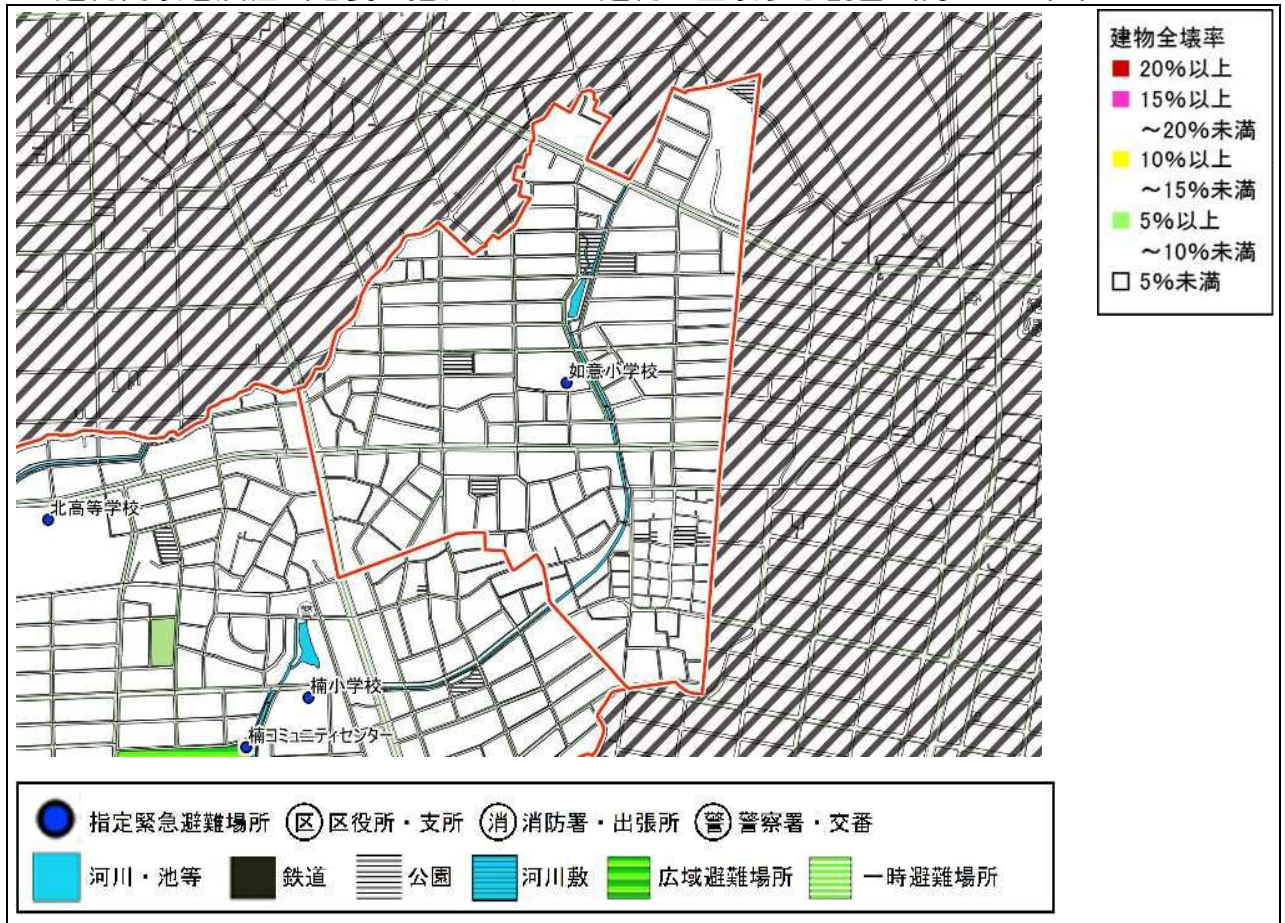 建物全壊率
20%以上
15%以上
～20%未満
10%以上
～15%未満
5%以上
～10%未満
5%未満
如意小学校
北高等学校
楠小学校
楠コミュニティセンター
指定緊急避難場所 区 区役所・支所 消 消防署・出張所 警 警察署・交番
河川・池等 鉄道 公園 河川敷 広域避難場所 一時避難場所